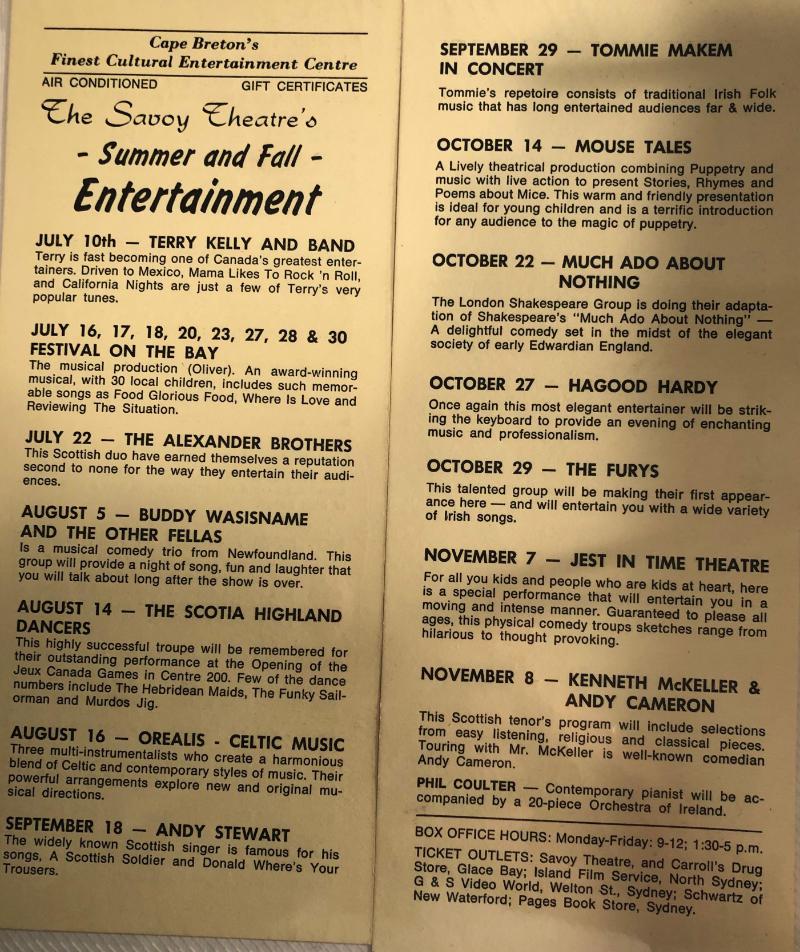 Cape Breton's
Finest Cultural Entertainment Centre
AIR CONDITIONED GIFT CERTIFICATES
The Savoy Theatre's
- Summer and Fall -
Entertainment
JULY 10th — TERRY KELLY AND BAND
Terry is fast becoming one of Canada's greatest enter-
tainers. Driven to Mexico, Mama Likes To Rock 'n Roll,
and California Nights are just a few of Terry's very
popular tunes.
JULY 16, 17, 18, 20, 23, 27, 28 & 30
FESTIVAL ON THE BAY
The musical production (Oliver). An award-winning
musical, with 30 local children, includes such memor-
able songs as Food Glorious Food, Where Is Love and
Reviewing The Situation.
JULY 22 — THE ALEXANDER BROTHERS
This Scottish duo have earned themselves a reputation
second to none for the way they entertain their audi-
ences.
AUGUST 5 — BUDDY WASISNAME
AND THE OTHER FELLAS
Is a musical comedy trio from Newfoundland. This
group will provide a night of song, fun and laughter that
you will talk about long after the show is over.
AUGUST 14 — THE SCOTIA HIGHLAND
DANCERS
This highly successful troupe will be remembered for
their outstanding performance at the Opening of the
Jeux Canada Games in Centre 200. Few of the dance
numbers include The Hebridean Maids, The Funky Sail-
orman and Murdos Jig.
AUGUST 16 — OREALIS - CELTIC MUSIC
Three multi-instrumentalists who create a harmonious
blend of Celtic and contemporary styles of music. Their
powerful arrangements explore new and original mu-
sical directions.
SEPTEMBER 18 — ANDY STEWART
The widely known Scottish singer is famous for his
songs, A Scottish Soldier and Donald Where's Your
Trousers.
SEPTEMBER 29 — TOMMIE MAKEM
IN CONCERT
Tommie's repetoire consists of traditional Irish Folk
music that has long entertained audiences far & wide.
OCTOBER 14 — MOUSE TALES
A Lively theatrical production combining Puppetry and
music with live action to present Stories, Rhymes and
Poems about Mice. This warm and friendly presentation
is ideal for young children and is a terrific introduction
for any audience to the magic of puppetry.
OCTOBER 22 — MUCH ADO ABOUT
NOTHING
The London Shakespeare Group is doing their adapta-
tion of Shakespeare's "Much Ado About Nothing" —
A delightful comedy set in the midst of the elegant
society of early Edwardian England.
OCTOBER 27 — HAGOOD HARDY
Once again this most elegant entertainer will be strik-
ing the keyboard to provide an evening of enchanting
music and professionalism.
OCTOBER 29 — THE FURYS
This talented group will be making their first appear-
ance here — and will entertain you with a wide variety
of Irish songs.
NOVEMBER 7 — JEST IN TIME THEATRE
For all you kids and people who are kids at heart, here
is a special performance that will entertain you in a
moving and intense manner. Guaranteed to please all
ages, this physical comedy troups sketches range from
hilarious to thought provoking.
NOVEMBER 8 — KENNETH McKELLER &
ANDY CAMERON
This Scottish tenor's program will include selections
from easy listening, religious and classical pieces.
Touring with Mr. McKeller is well-known comedian
Andy Cameron.
PHIL COULTER — Contemporary pianist will be ac-
companied by a 20-piece Orchestra of Ireland.
BOX OFFICE HOURS: Monday-Friday: 9-12; 1:30-5 p.m.
TICKET OUTLETS: Savoy Theatre, and Carroll's Drug
Store, Glace Bay; Island Film Service, North Sydney;
G & S Video World, Welton St., Sydney; Schwartz of
New Waterford; Pages Book Store, Sydney.